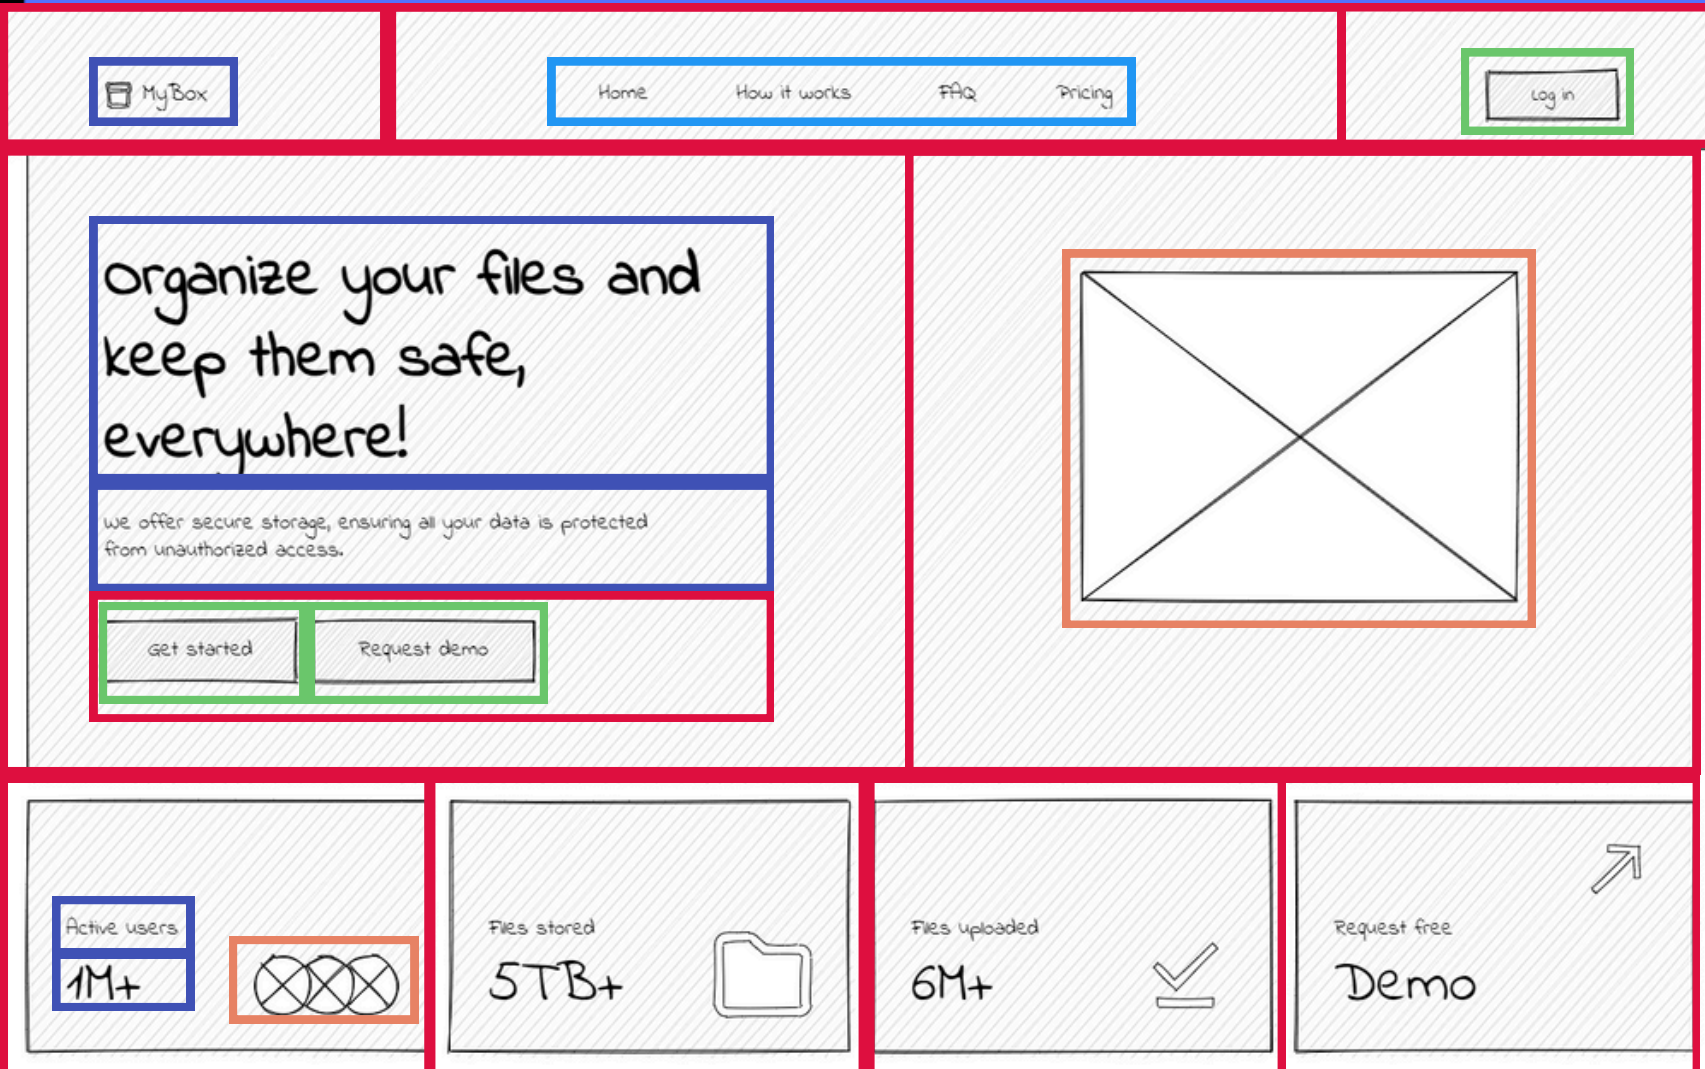 MyBox
Home How it works FAQ Pricing
Log in
Organize your files and
keep them safe,
everywhere!
We offer secure storage, ensuring all your data is protected
from unauthorized access.
Get started
Request demo
Active users
1M+
Files stored
5TB+
Files uploaded
6M+
Request free
Demo